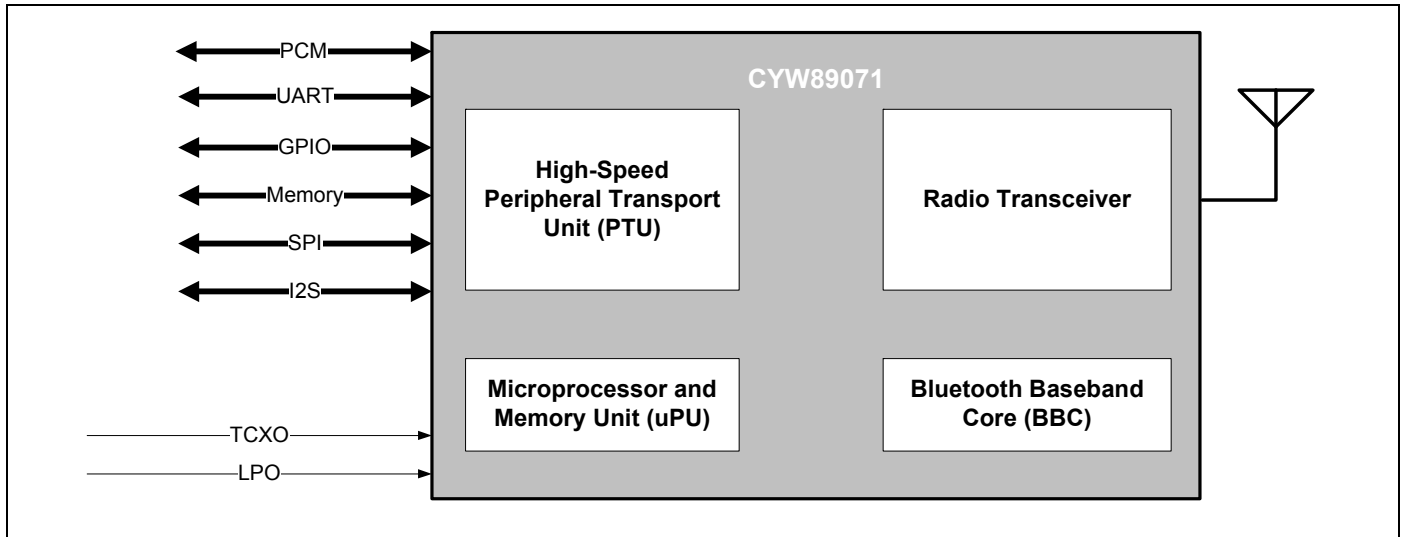 PCM
UART
GPIO
Memory
SPI
I2S
TCXO
LPO
CYW89071
High-Speed
Peripheral Transport
Unit (PTU)
Radio Transceiver
Microprocessor and
Memory Unit (uPU)
Bluetooth Baseband
Core (BBC)